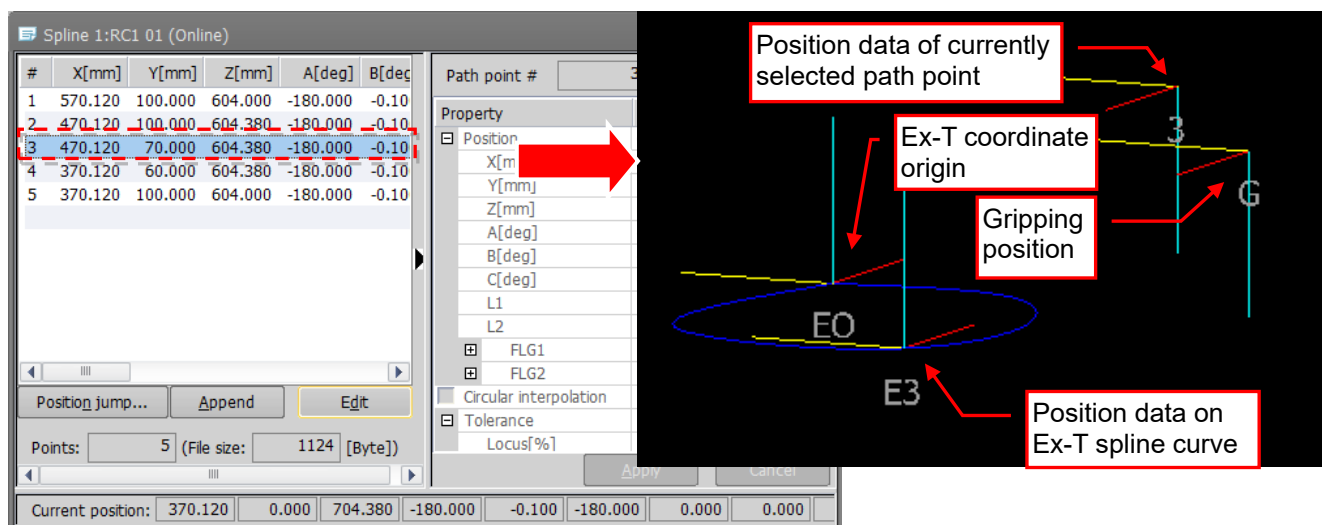 Spline 1:RC1 01 (Online)
# X[mm] Y[mm] Z[mm] A[deg] B[deg
1 570.120 100.000 604.000 -180.000 -0.10
2 470.120 100.000 604.380 -180.000 -0.10
3 470.120 70.000 604.380 -180.000 -0.10
4 370.120 60.000 604.380 -180.000 -0.10
5 370.120 100.000 604.000 -180.000 -0.10
Position jump... Append Edit
Points: 5 (File size: 1124 [Byte])
Path point # 3
Property
Position
X[m
Y[mm]
Z[mm]
A[deg]
B[deg]
C[deg]
L1
L2
FLG1
FLG2
Circular interpolation
Tolerance
Locus[%]
Apply Cancel
Current position: 370.120 0.000 704.380 -180.000 -0.100 -180.000 0.000 0.000
Position data of currently
selected path point
3
Ex-T coordinate
origin
G
Gripping
position
EO
E3
Position data on
Ex-T spline curve